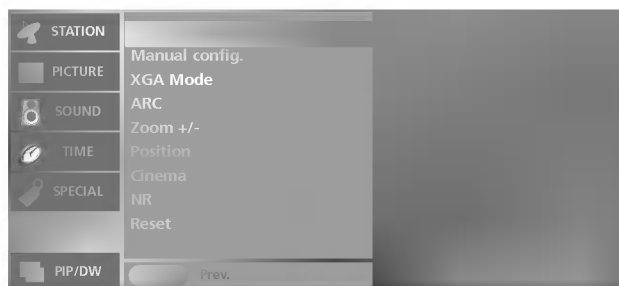 STATION
PICTURE
SOUND
TIME
SPECIAL
PIP/DW
Manual config.
XGA Mode
ARC
Zoom +/-
Position
Cinema
NR
Reset
Prev.